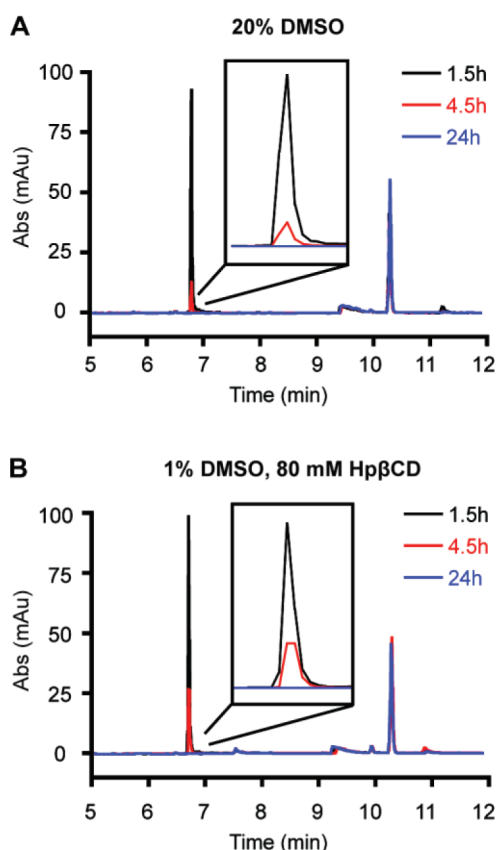 A
20% DMSO
100
75
50
25
0
Abs (mAu)
1.5h
4.5h
24h
5 6 7 8 9 10 11 12
Time (min)
B
1% DMSO, 80 mM HpβCD
100
75
50
25
0
Abs (mAu)
1.5h
4.5h
24h
5 6 7 8 9 10 11 12
Time (min)